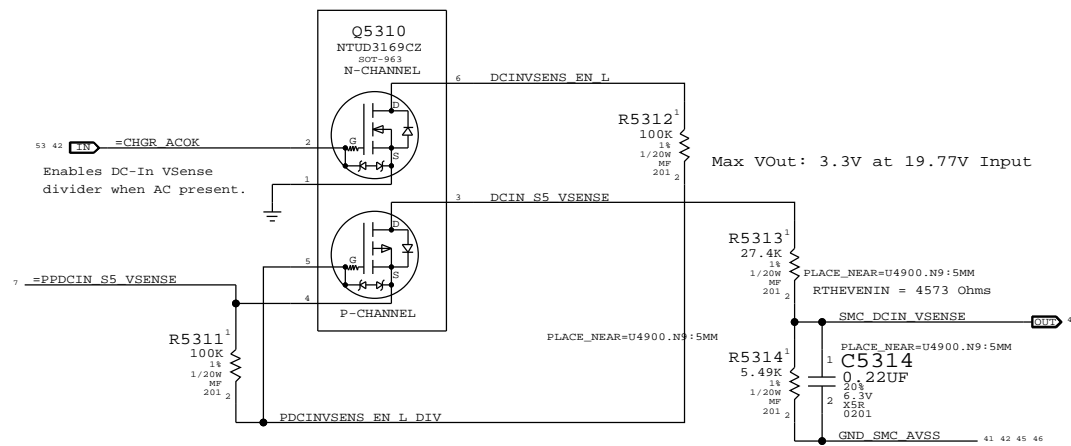 Q5310
NTUD3169CZ
SOT-963
N-CHANNEL
6
DCINVSENS_EN_L
D
G
S
R5312
1
100K
1%
1/20W
MF
201
2
53 42
IN
=CHGR_ACOK
2
Enables DC-In VSense
divider when AC present.
1
Max VOut: 3.3V at 19.77V Input
3
DCIN_S5_VSENSE
D
G
S
5
4
P-CHANNEL
7
=PPDCIN_S5_VSENSE
R5311
1
100K
1%
1/20W
MF
201
2
PDCINVSENS_EN_L_DIV
R5313
1
27.4K
1%
1/20W
MF
201
2
PLACE_NEAR=U4900.N9:5MM
RTHEVENIN = 4573 Ohms
SMC_DCIN_VSENSE
OUT
4
PLACE_NEAR=U4900.N9:5MM
R5314
1
5.49K
1%
1/20W
MF
201
2
PLACE_NEAR=U4900.N9:5MM
1
C5314
0.22UF
20%
6.3V
X5R
0201
2
GND_SMC_AVSS
41 42 45 46